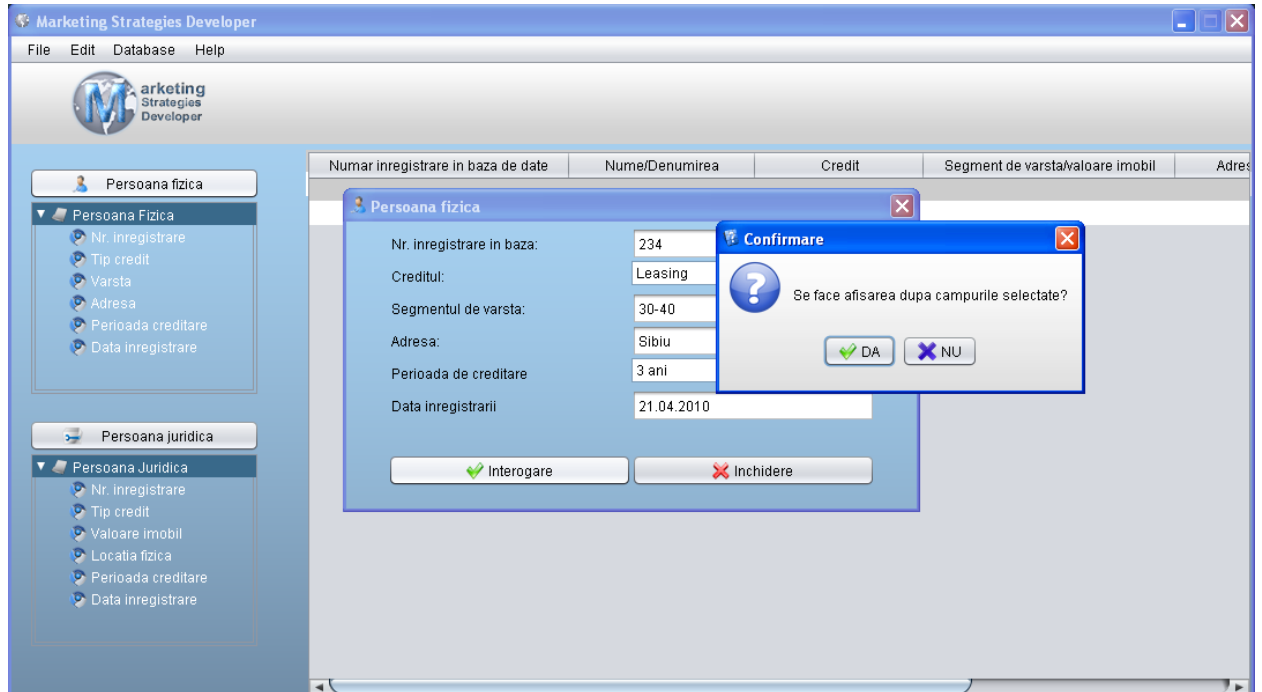 Marketing Strategies Developer
File Edit Database Help
arketing
Strategies
Developer
Numar inregistrare in baza de date Nume/Denumirea Credit Segment de varsta/valoare imobil Adres
Persoana fizica
Persoana Fizica
Nr. inregistrare
Tip credit
Varsta
Adresa
Perioada creditare
Data inregistrare
Persoana juridica
Persoana Juridica
Nr. inregistrare
Tip credit
Valoare imobil
Locatia fizica
Perioada creditare
Data inregistrare
Persoana fizica
Nr. inregistrare in baza: 234
Creditul: Leasing
Segmentul de varsta: 30-40
Adresa: Sibiu
Perioada de creditare 3 ani
Data inregistrarii 21.04.2010
Interogare Inchidere
Confirmare
Se face afisarea dupa campurile selectate?
DA NU